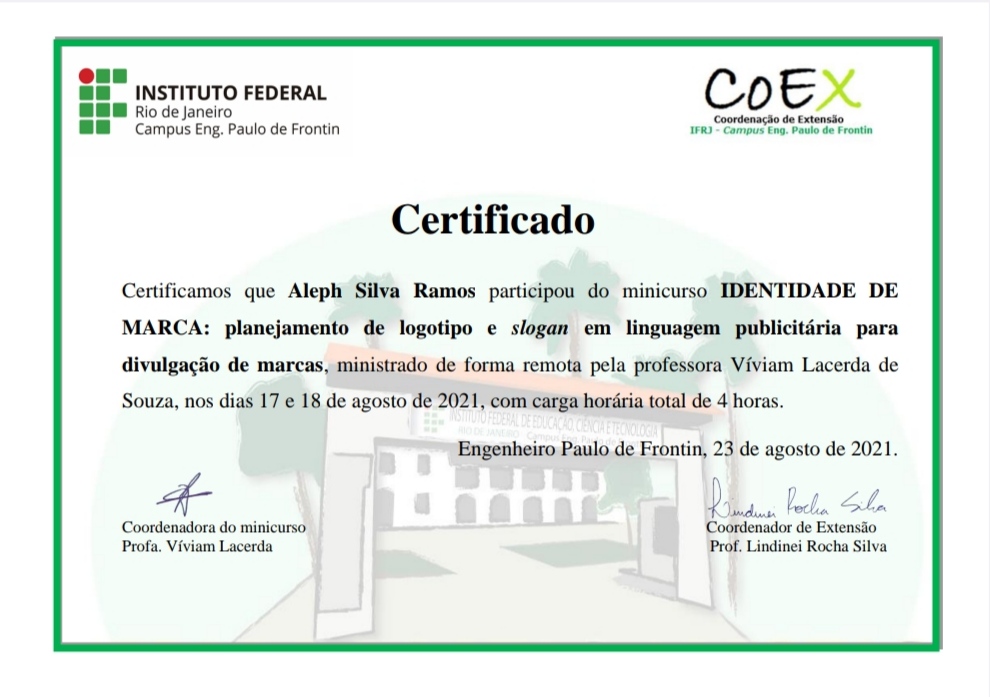 INSTITUTO FEDERAL
Rio de Janeiro
Campus Eng. Paulo de Frontin
CoEX
Coordenação de Extensão
IFRJ - Campus Eng. Paulo de Frontin
Certificado
Certificamos que Aleph Silva Ramos participou do minicurso IDENTIDADE DE
MARCA: planejamento de logotipo e slogan em linguagem publicitária para
divulgação de marcas, ministrado de forma remota pela professora Víviam Lacerda de
Souza, nos dias 17 e 18 de agosto de 2021, com carga horária total de 4 horas.
INSTITUTO FEDERAL DE EDUCAÇÃO, CIÊNCIA E TECNOLOGIA
RIO DE JANEIRO Campus Eng. Paulo de
Engenheiro Paulo de Frontin, 23 de agosto de 2021.
Lindinei Rocha Silva
Coordenadora do minicurso
Profa. Víviam Lacerda
Coordenador de Extensão
Prof. Lindinei Rocha Silva